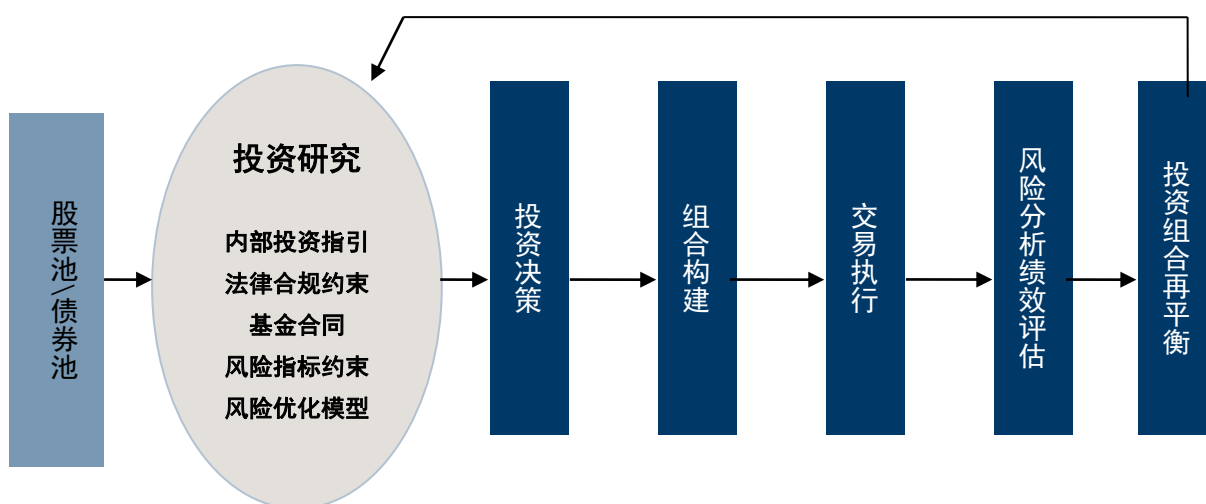 股票池/债券池
投资研究
内部投资指引
法律合规约束
基金合同
风险指标约束
风险优化模型
投资决策
组合构建
交易执行
风险分析绩效评估
投资组合再平衡